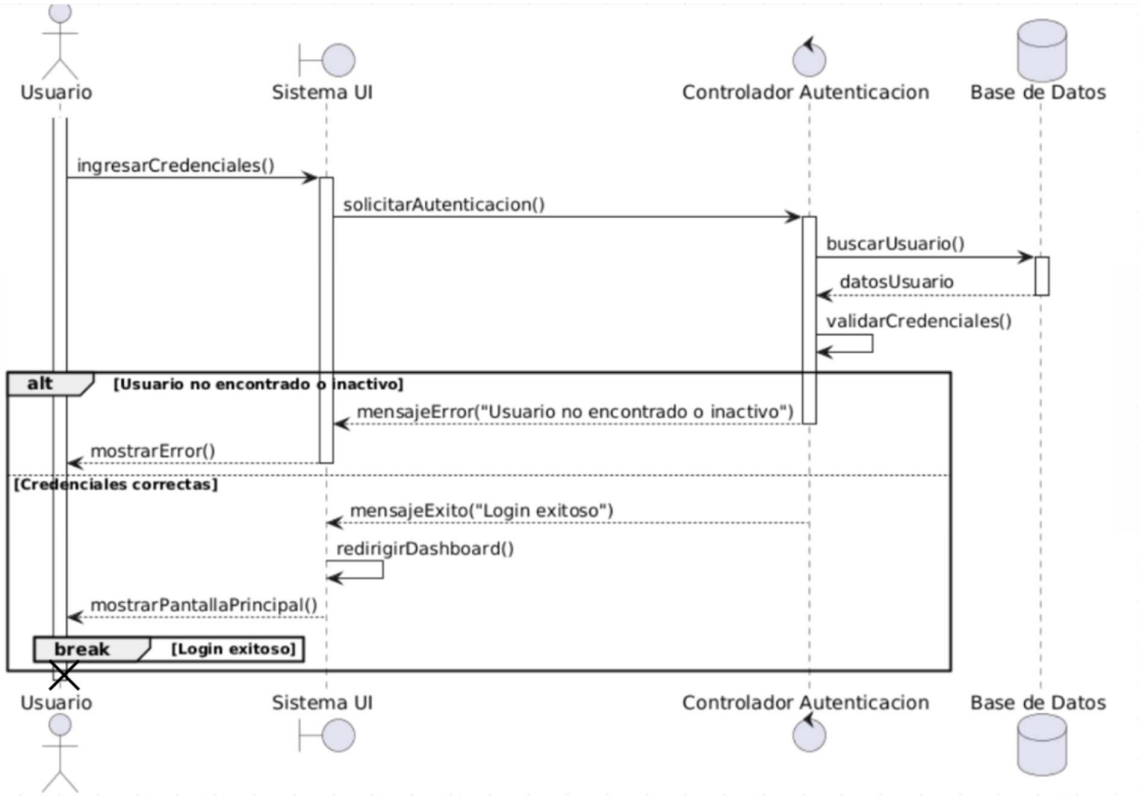 Usuario
Sistema UI
Controlador Autenticacion
Base de Datos
ingresarCredenciales()
solicitarAutenticacion()
buscarUsuario()
datosUsuario
validarCredenciales()
alt
[Usuario no encontrado o inactivo]
mensajeError("Usuario no encontrado o inactivo")
mostrarError()
[Credenciales correctas]
mensajeExito("Login exitoso")
redirigirDashboard()
mostrarPantallaPrincipal()
break
[Login exitoso]
Usuario
Sistema UI
Controlador Autenticacion
Base de Datos